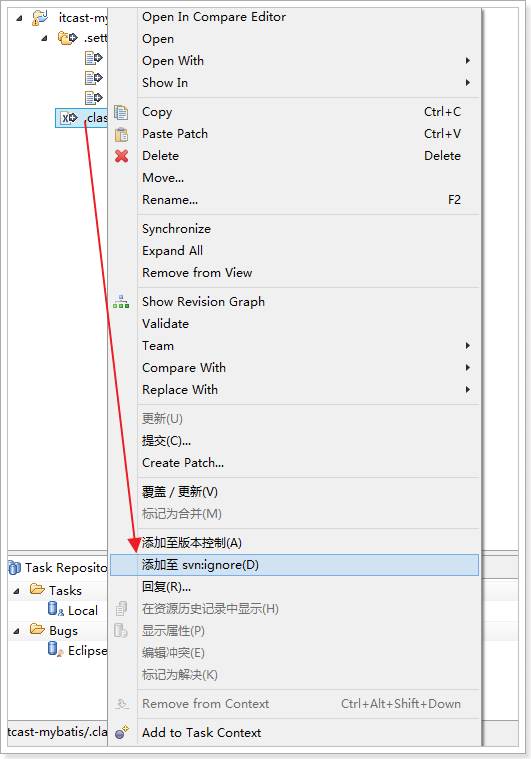 itcast-my
Open In Compare Editor
.sett
Open
Open With
Show In
Copy Ctrl+C
.clas
Paste Patch Ctrl+V
Delete Delete
Move...
Rename... F2
Synchronize
Expand All
Remove from View
Show Revision Graph
Validate
Team
Compare With
Replace With
更新(U)
提交(C)...
Create Patch...
覆盖 / 更新(V)
标记为合并(M)
添加至版本控制(A)
添加至 svn:ignore(D)
Task Reposito
Tasks
回复(R)...
Local
在资源历史记录中显示(H)
Bugs
显示属性(P)
Eclipse
编辑冲突(E)
标记为解决(K)
Remove from Context Ctrl+Alt+Shift+Down
tcast-mybatis/.cla
Add to Task Context